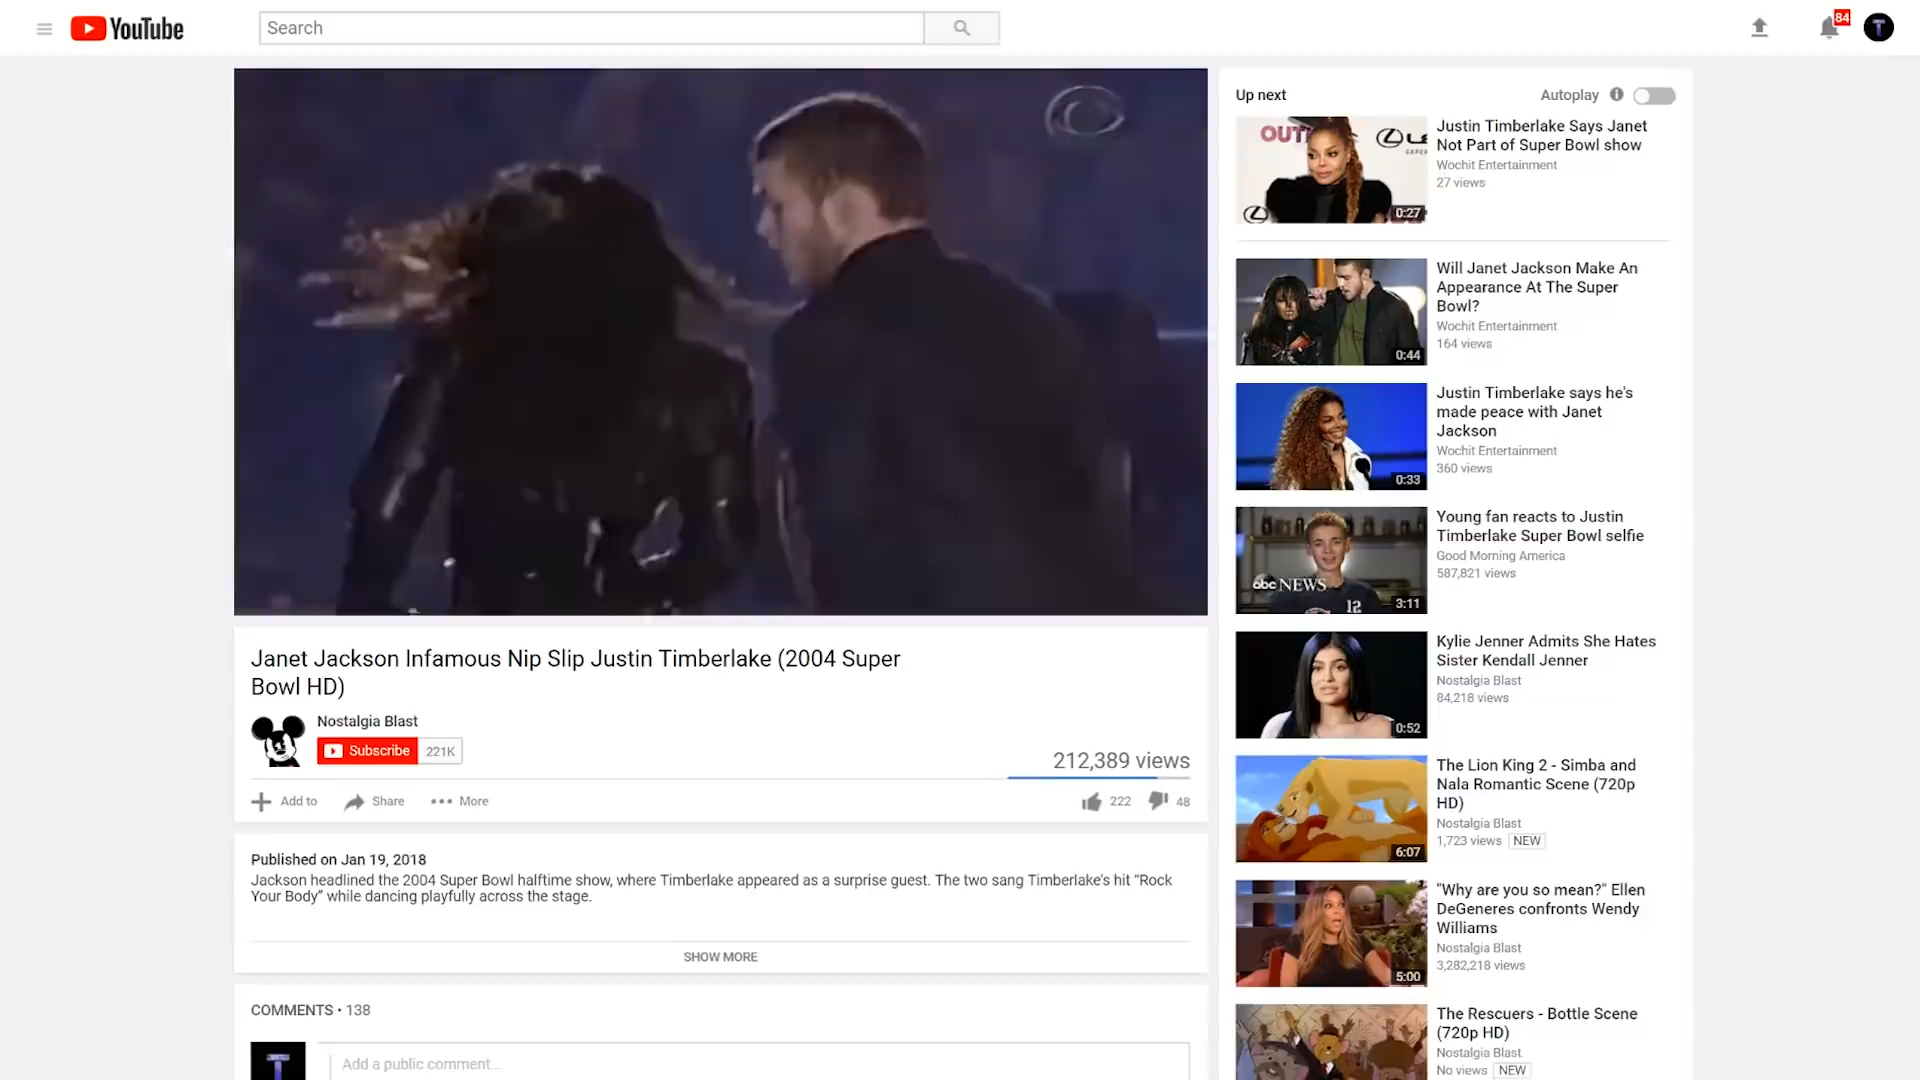 YouTube
Search
84
T
Up next
Autoplay
OUT
LE
0:27
Justin Timberlake Says Janet
Not Part of Super Bowl show
Wochit Entertainment
27 views
0:44
Will Janet Jackson Make An
Appearance At The Super
Bowl?
Wochit Entertainment
164 views
0:33
Justin Timberlake says he's
made peace with Janet
Jackson
Wochit Entertainment
360 views
abc NEWS
12
3:11
Young fan reacts to Justin
Timberlake Super Bowl selfie
Good Morning America
587,821 views
0:52
Kylie Jenner Admits She Hates
Sister Kendall Jenner
Nostalgia Blast
84,218 views
6:07
The Lion King 2 - Simba and
Nala Romantic Scene (720p
HD)
Nostalgia Blast
1,723 views NEW
5:00
"Why are you so mean?" Ellen
DeGeneres confronts Wendy
Williams
Nostalgia Blast
3,282,218 views
The Rescuers - Bottle Scene
(720p HD)
Nostalgia Blast
No views NEW
Janet Jackson Infamous Nip Slip Justin Timberlake (2004 Super
Bowl HD)
Nostalgia Blast
Subscribe 221K
212,389 views
Add to Share More
222 48
Published on Jan 19, 2018
Jackson headlined the 2004 Super Bowl halftime show, where Timberlake appeared as a surprise guest. The two sang Timberlake's hit “Rock
Your Body” while dancing playfully across the stage.
SHOW MORE
COMMENTS • 138
T
Add a public comment...